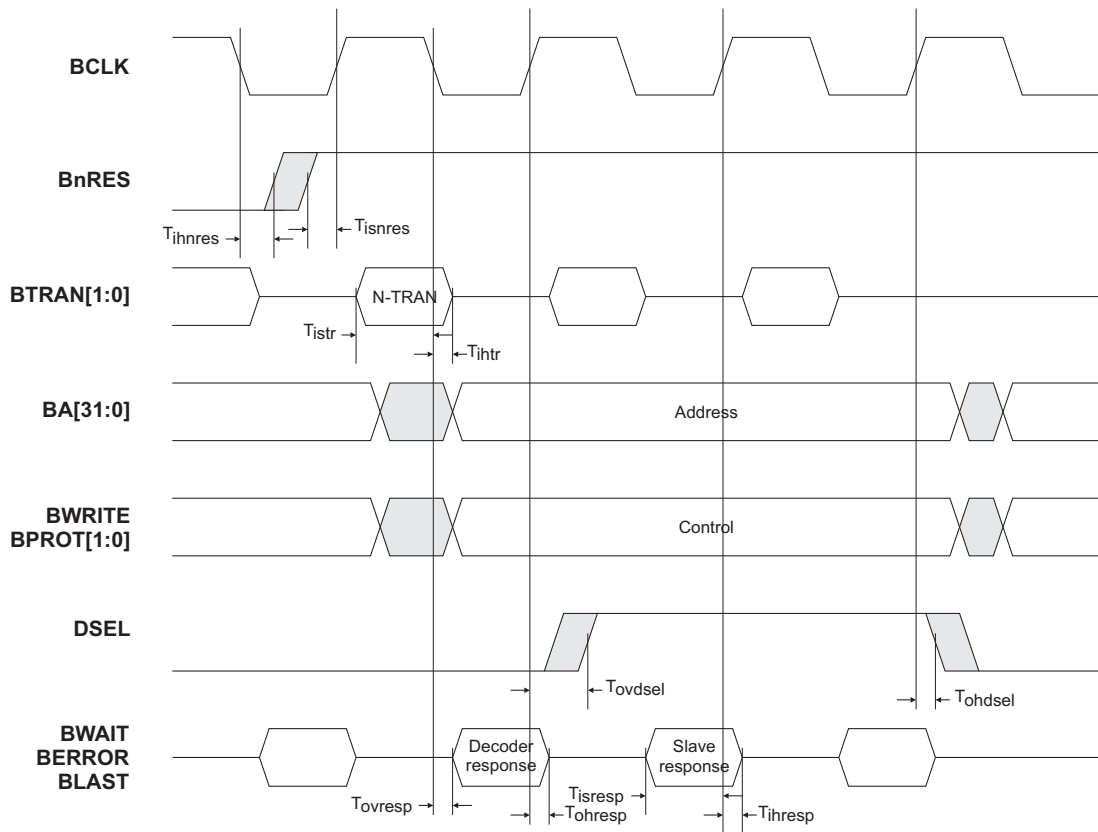 BCLK
BnRES
Tihnres
Tisnres
BTRAN[1:0]
N-TRAN
Tistr
Tihtr
BA[31:0]
Address
BWRITE
BPROT[1:0]
Control
DSEL
Tovdsel
Tohdsel
BWAIT
BERROR
BLAST
Decoder
response
Slave
response
Tovresp
Tisresp
Tohresp
Tihresp